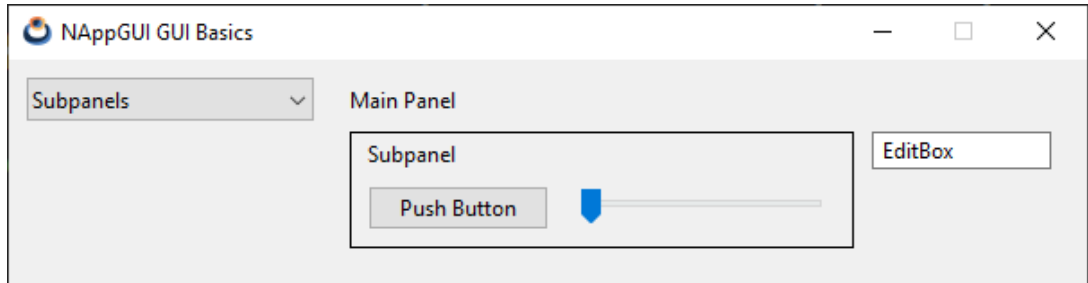 NAppGUI GUI Basics
Subpanels
Main Panel
Subpanel
EditBox
Push Button